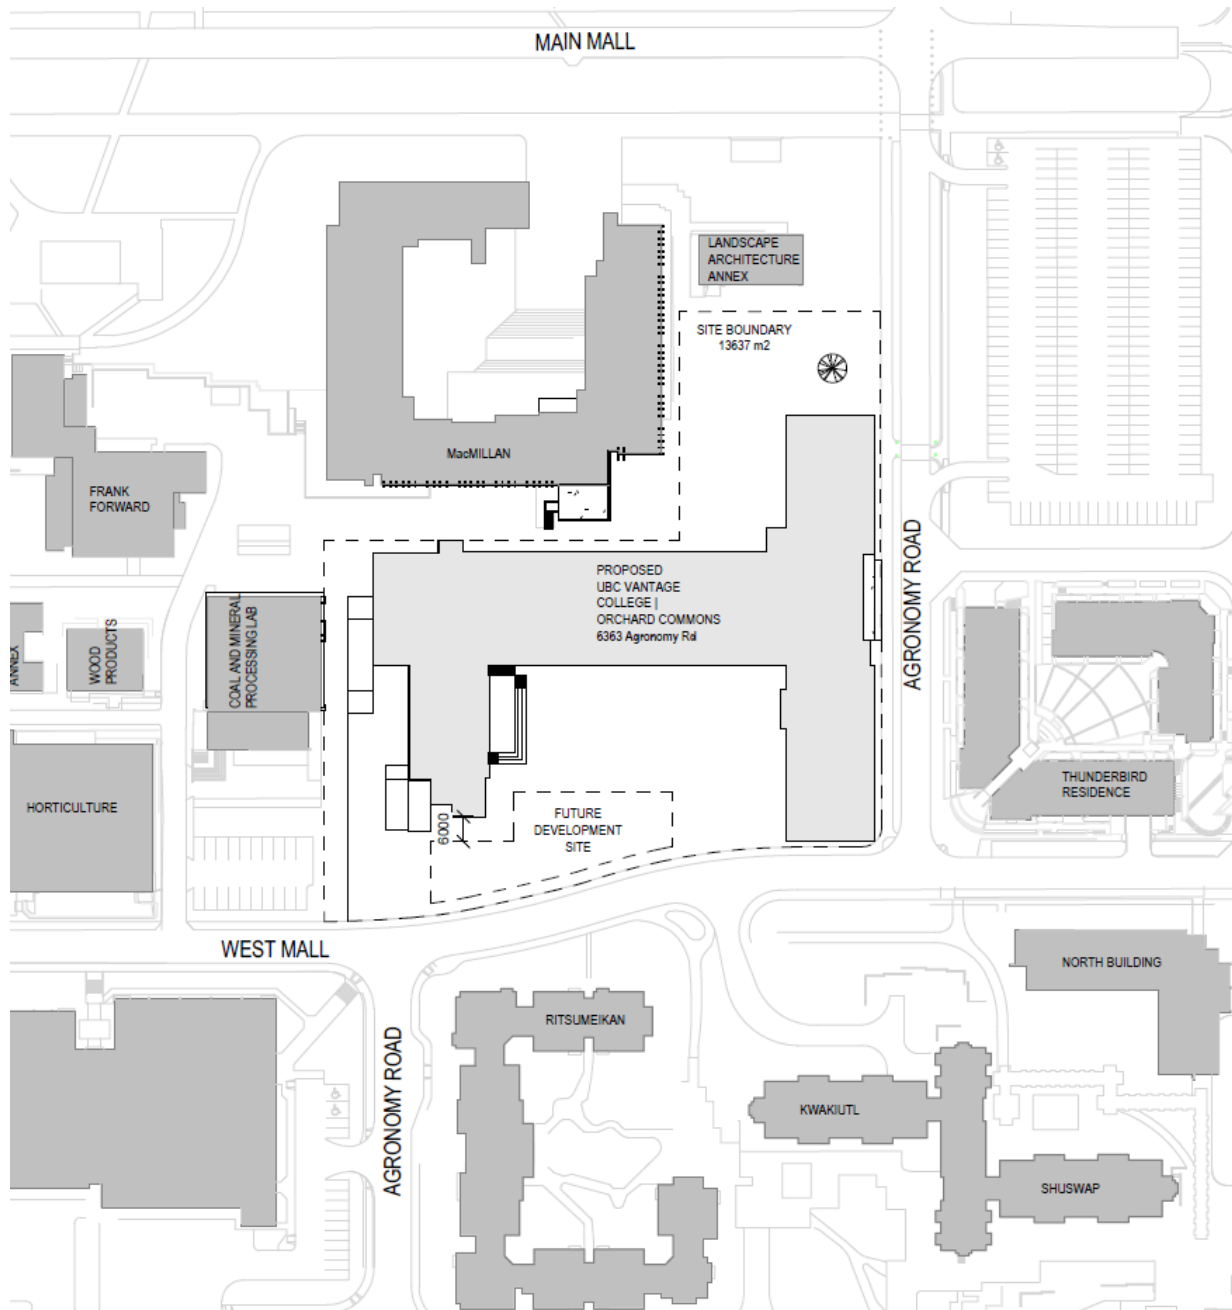 MAIN MALL
LANDSCAPE
ARCHITECTURE
ANNEX
SITE BOUNDARY
13637 m2
MacMILLAN
FRANK
FORWARD
PROPOSED
UBC VANTAGE
COLLEGE |
ORCHARD COMMONS
6363 Agronomy Rd
AGRONOMY ROAD
ANNEX
WOOD
PRODUCTS
COAL AND MINERAL
PROCESSING LAB
HORTICULTURE
THUNDERBIRD
RESIDENCE
6000
FUTURE
DEVELOPMENT
SITE
WEST MALL
NORTH BUILDING
RITSUMEIKAN
AGRONOMY ROAD
KWAKIUTL
SHUSWAP